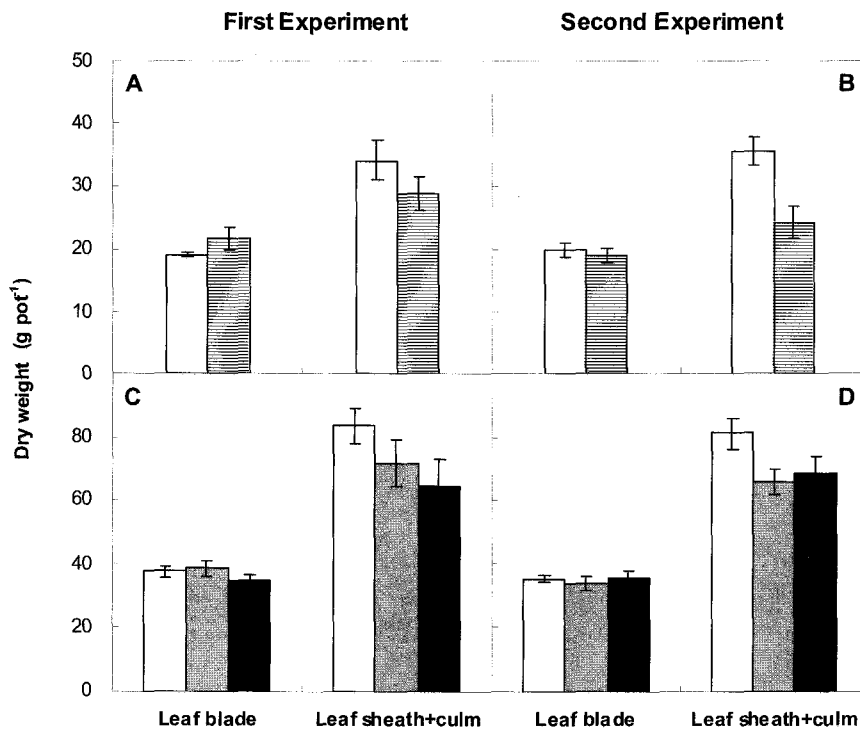 First Experiment
Second Experiment
50
40
30
20
10
0
A
B
Dry weight (g pot⁻¹)
80
60
40
20
0
C
D
Leaf blade
Leaf sheath+culm
Leaf blade
Leaf sheath+culm